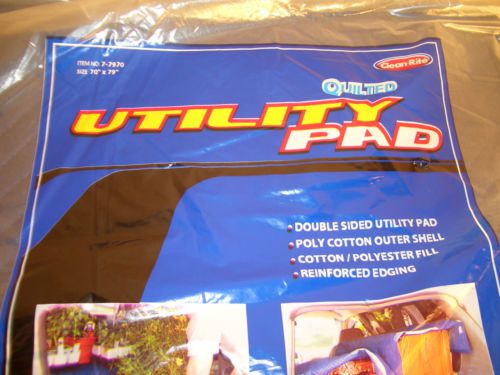 ITEM NO: 7-7970
SIZE: 70" x 79"
Clean-Rite
QUILTED
UTILITY
PAD
• DOUBLE SIDED UTILITY PAD
• POLY COTTON OUTER SHELL
• COTTON / POLYESTER FILL
• REINFORCED EDGING